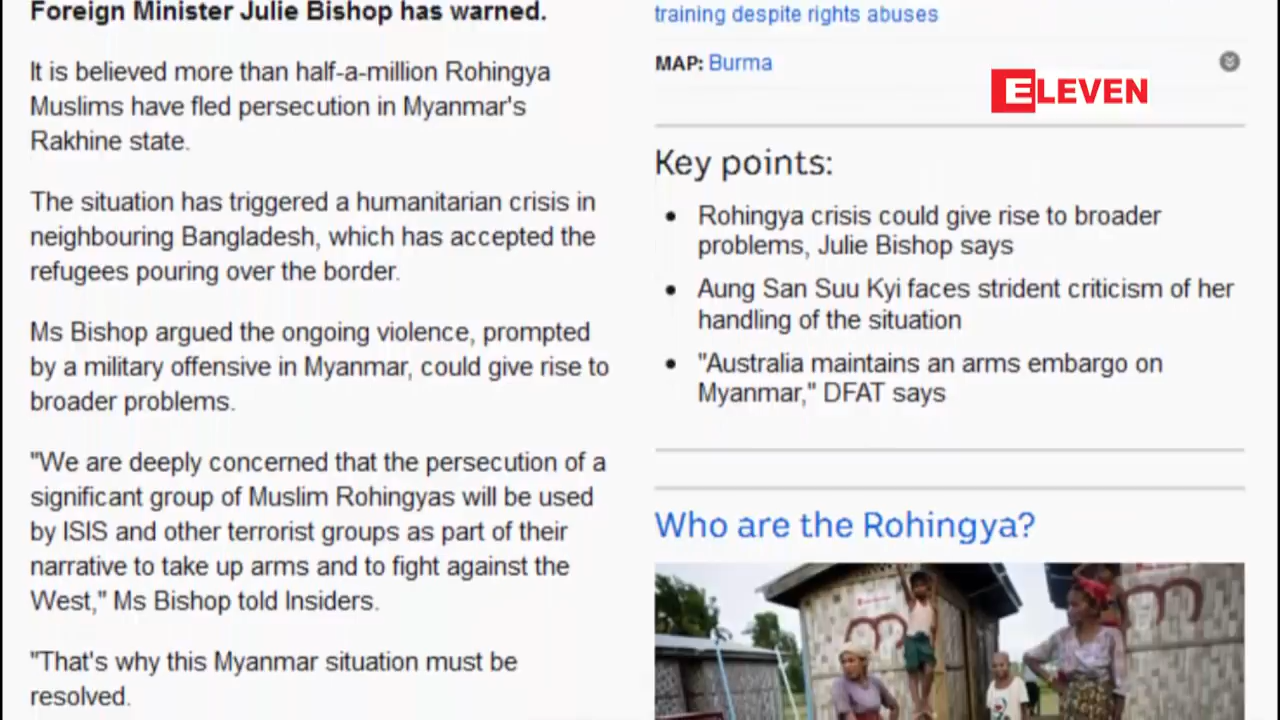 Foreign Minister Julie Bishop has warned.
It is believed more than half-a-million Rohingya
Muslims have fled persecution in Myanmar's
Rakhine state.
The situation has triggered a humanitarian crisis in
neighbouring Bangladesh, which has accepted the
refugees pouring over the border.
Ms Bishop argued the ongoing violence, prompted
by a military offensive in Myanmar, could give rise to
broader problems.
"We are deeply concerned that the persecution of a
significant group of Muslim Rohingyas will be used
by ISIS and other terrorist groups as part of their
narrative to take up arms and to fight against the
West," Ms Bishop told Insiders.
"That's why this Myanmar situation must be
resolved.
training despite rights abuses
MAP: Burma
ELEVEN
Key points:
Rohingya crisis could give rise to broader
problems, Julie Bishop says
Aung San Suu Kyi faces strident criticism of her
handling of the situation
"Australia maintains an arms embargo on
Myanmar," DFAT says
Who are the Rohingya?